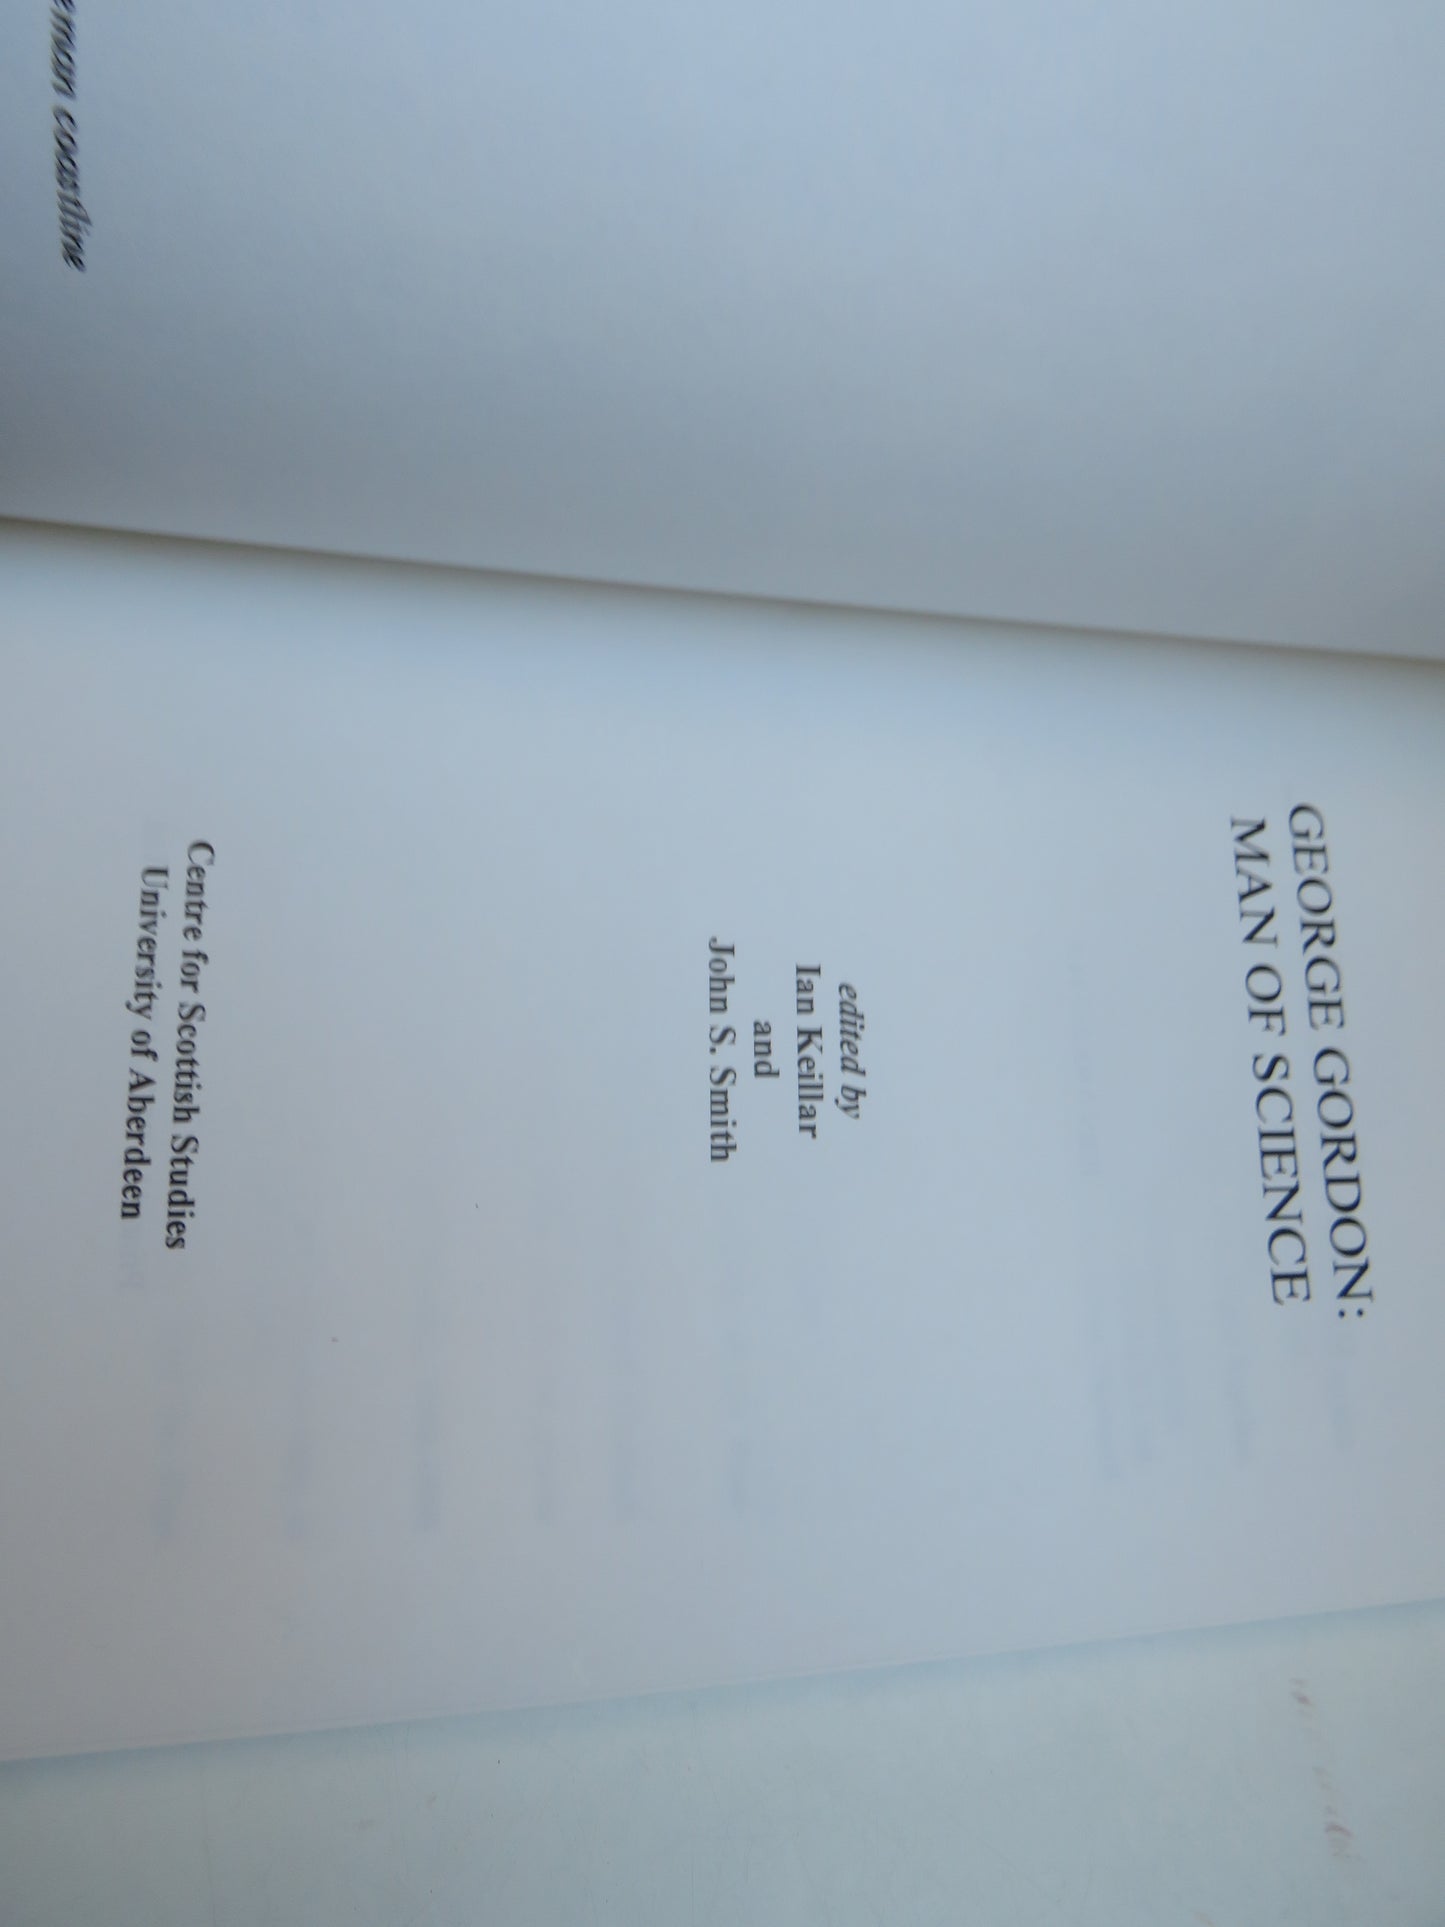 coastline
GEORGE GORDON:
MAN OF SCIENCE
edited by
Ian Keillar
and
John S. Smith
Centre for Scottish Studies
University of Aberdeen